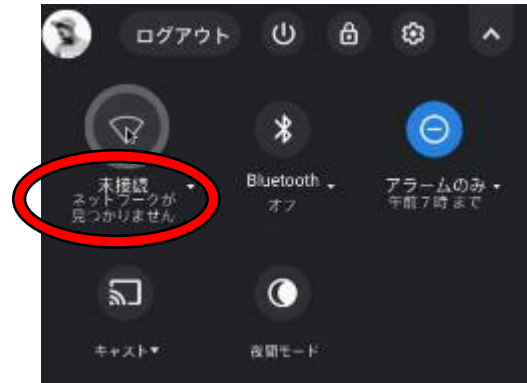 ログアウト
未接続
ネットワークが
見つかりません
Bluetooth
オフ
アラームのみ
午前 7 時 まで
キャスト
夜間モード